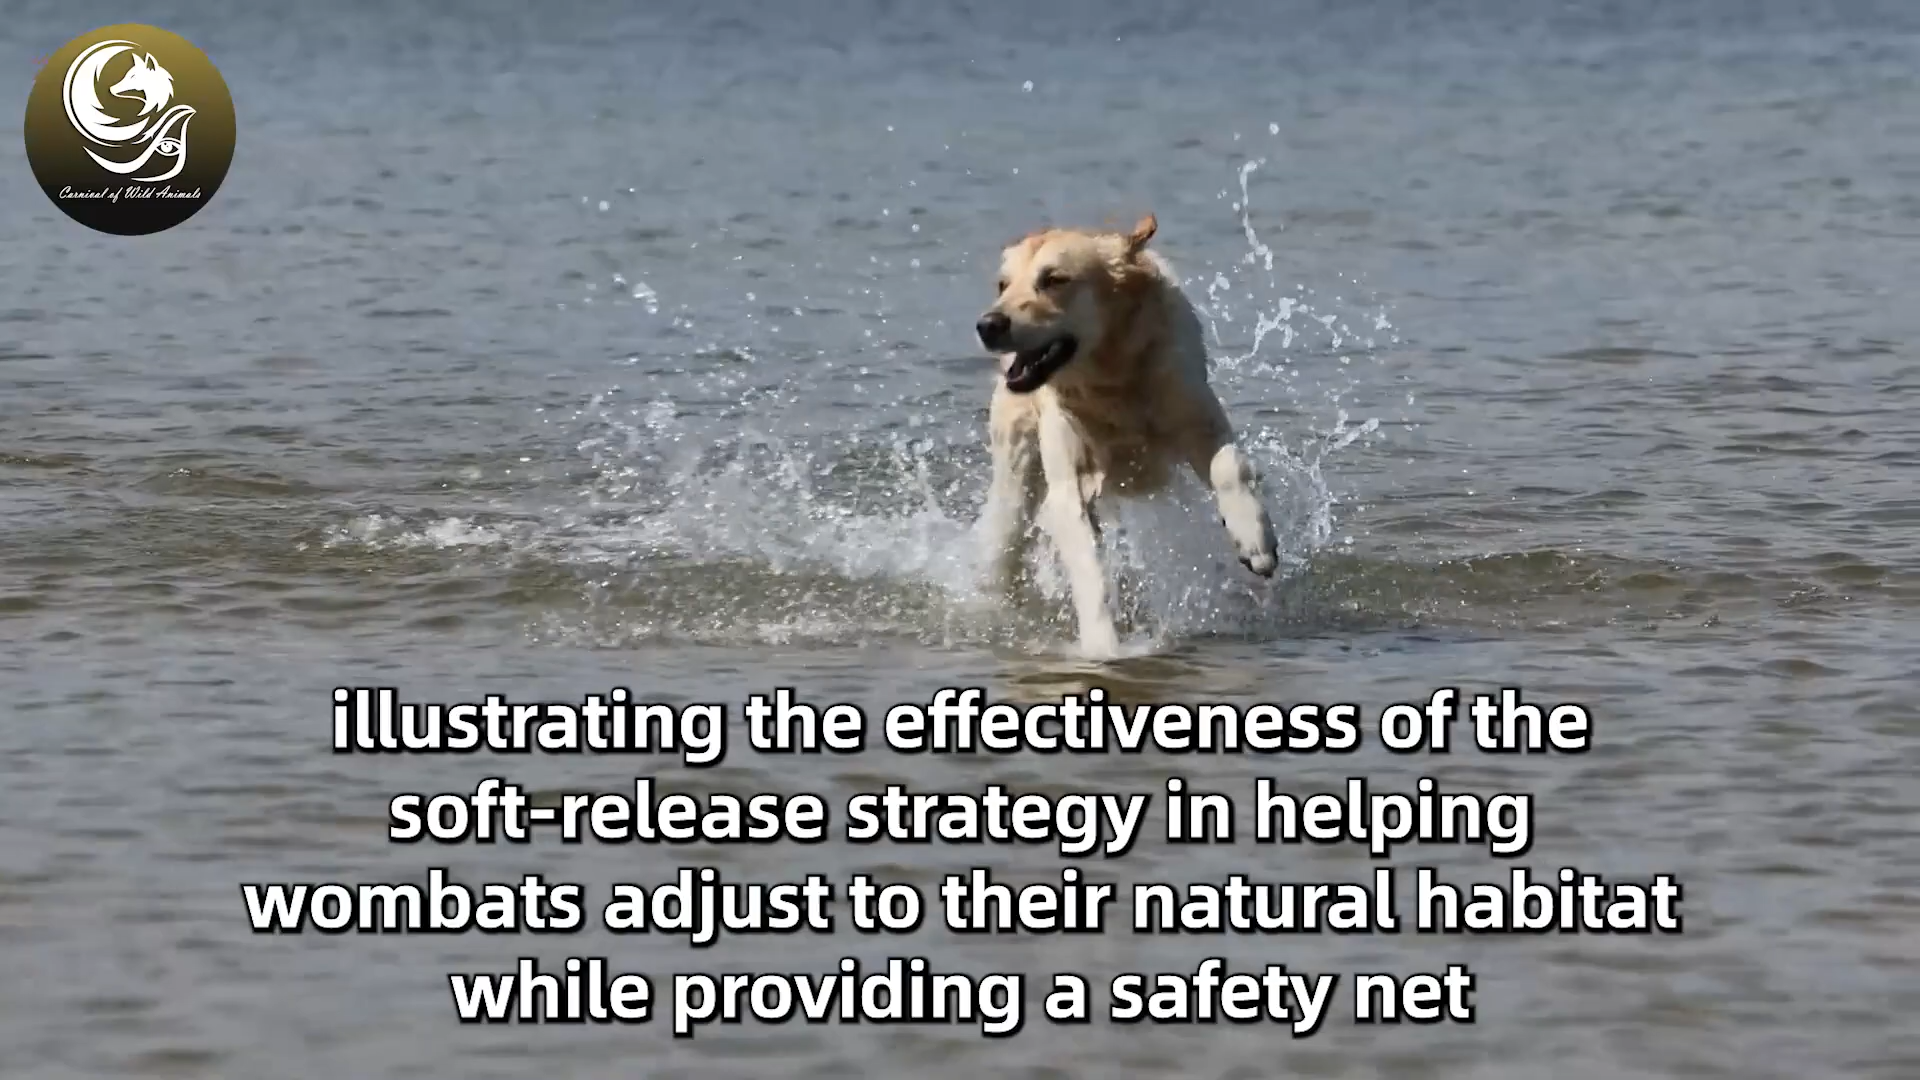 Carnival of Wild Animals
illustrating the effectiveness of the
soft-release strategy in helping
wombats adjust to their natural habitat
while providing a safety net